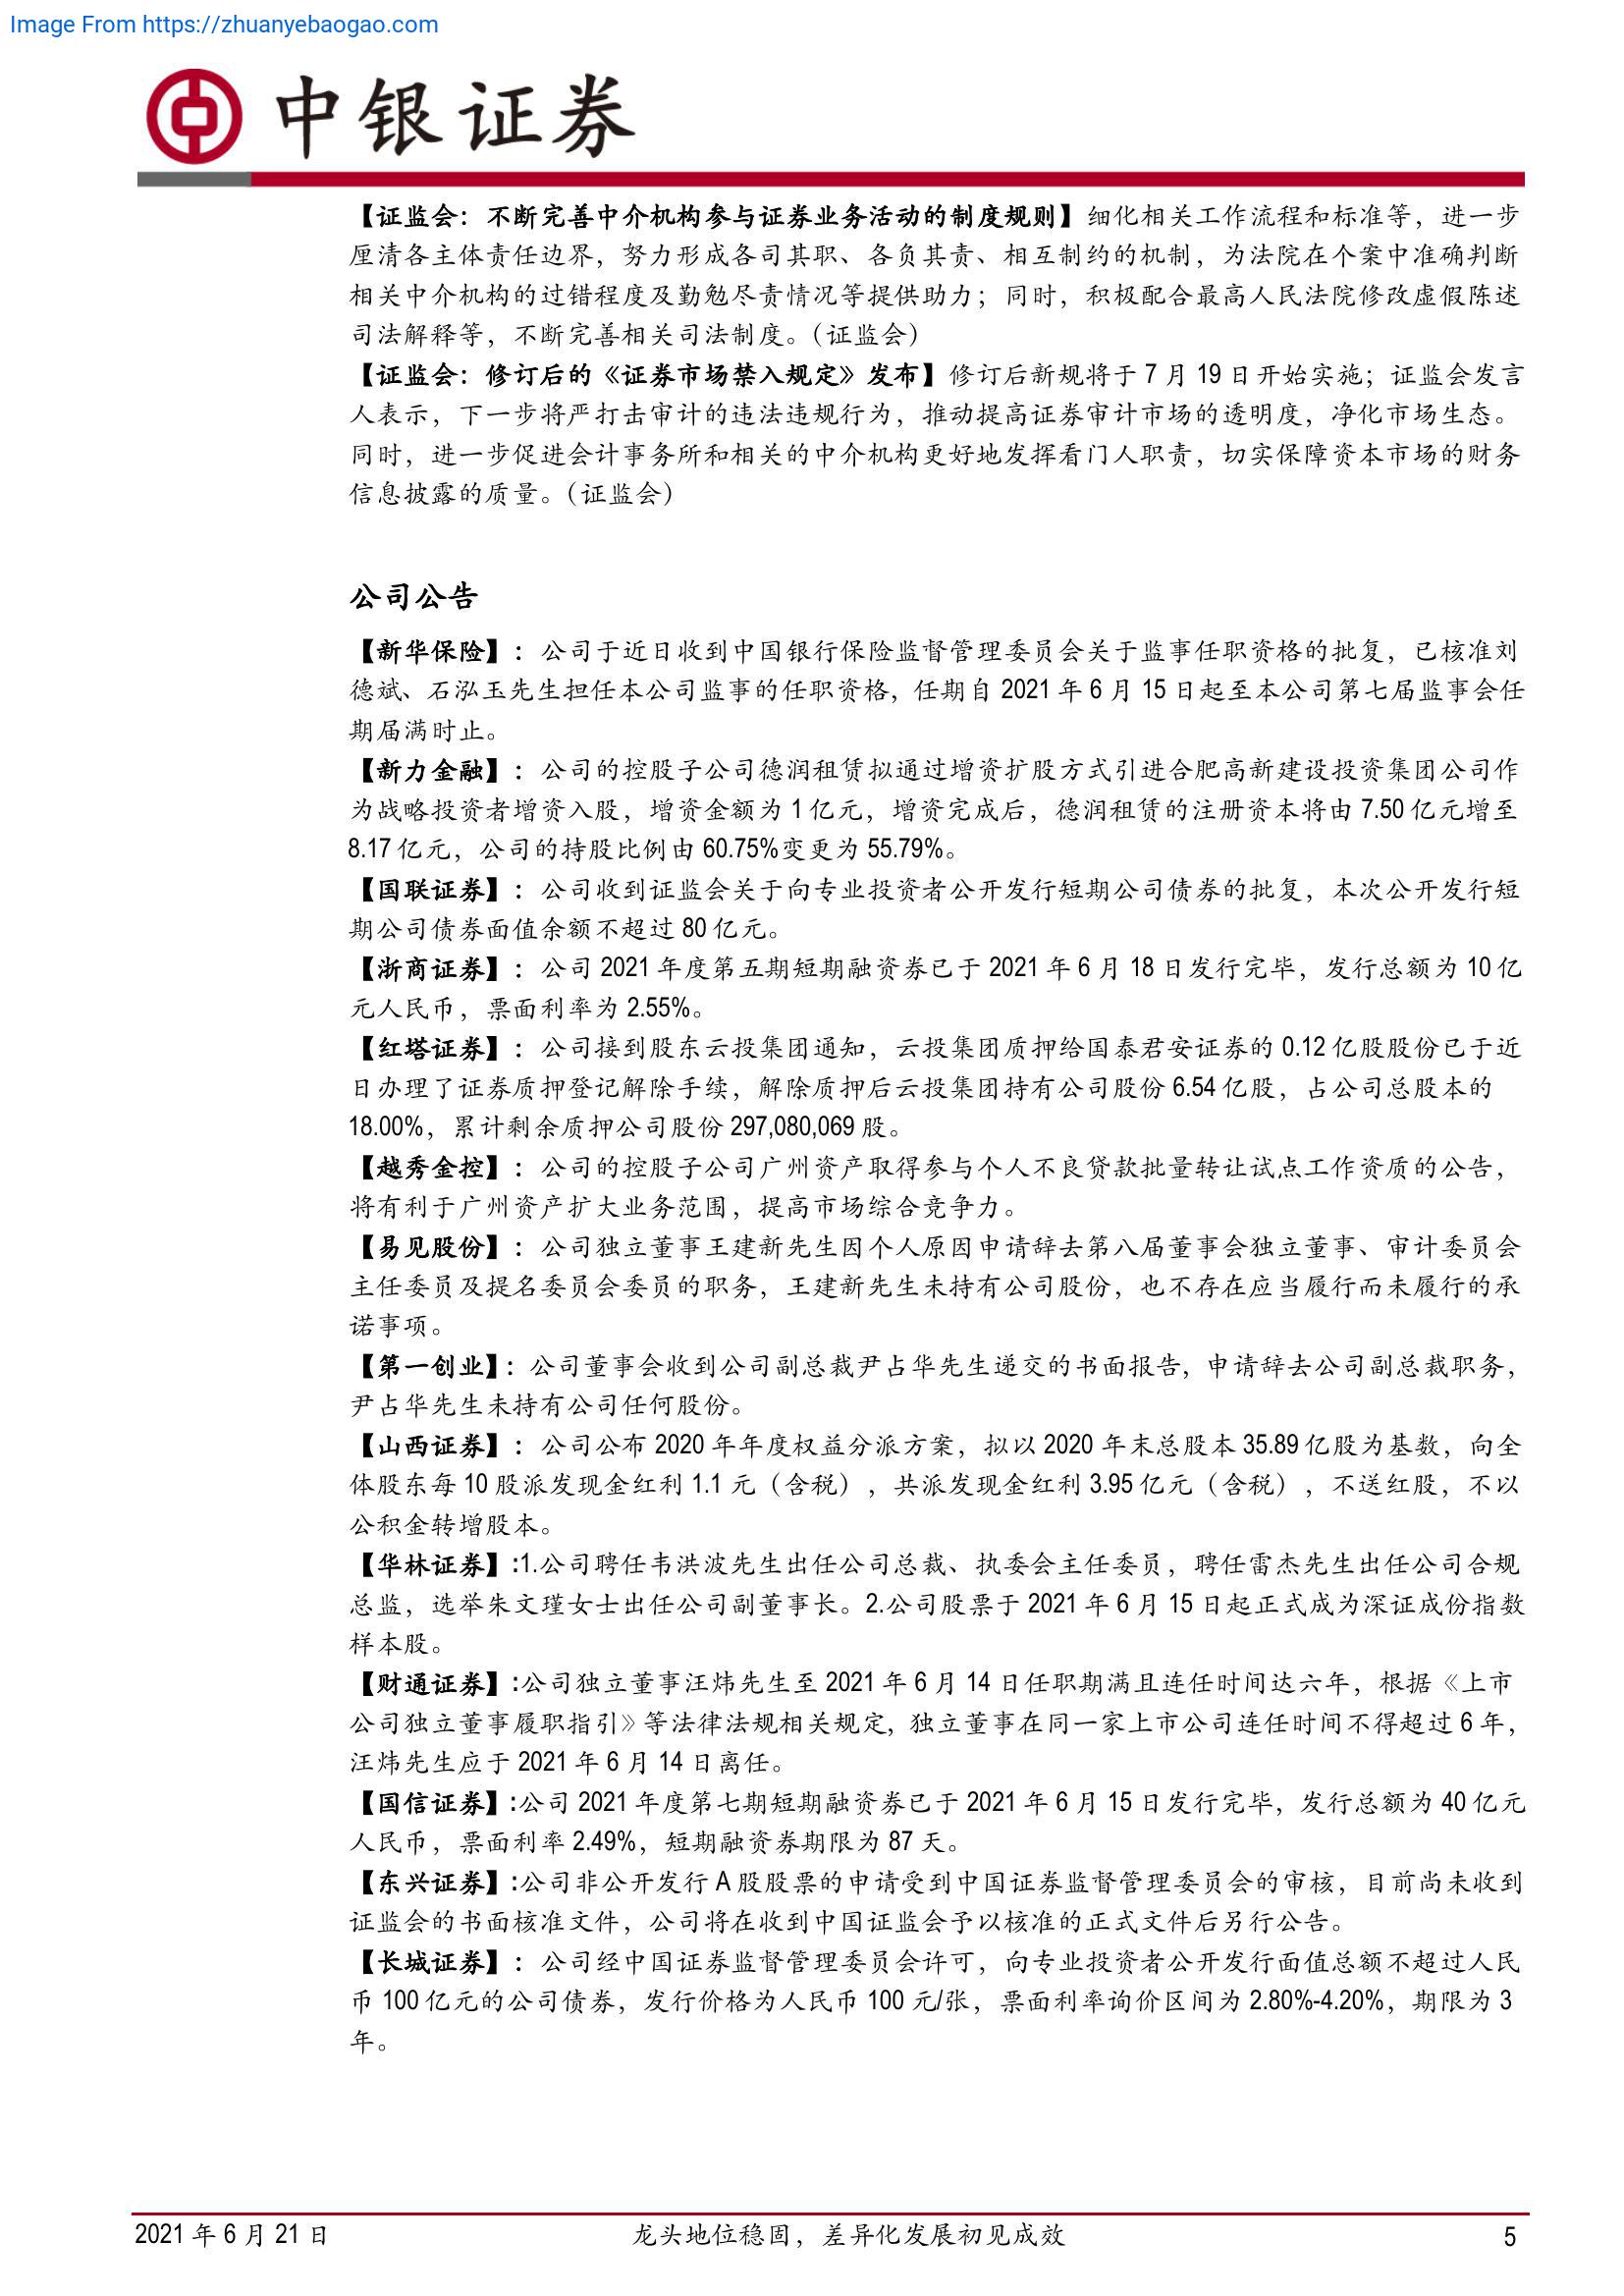 Image From https://zhuanyebaogao.com
中银证券
【证监会：不断完善中介机构参与证券业务活动的制度规则】细化相关工作流程和标准等，进一步
厘清各主体责任边界，努力形成各司其职、各负其责、相互制约的机制，为法院在个案中准确判断
相关中介机构的过错程度及勤勉尽责情况等提供助力；同时，积极配合最高人民法院修改虚假陈述
司法解释等，不断完善相关司法制度。（证监会）
【证监会：修订后的《证券市场禁入规定》发布】修订后新规将于 7 月 19 日开始实施；证监会发言
人表示，下一步将严打击审计的违法违规行为，推动提高证券审计市场的透明度，净化市场生态。
同时，进一步促进会计事务所和相关的中介机构更好地发挥看门人职责，切实保障资本市场的财务
信息披露的质量。（证监会）
公司公告
【新华保险】：公司于近日收到中国银行保险监督管理委员会关于监事任职资格的批复，已核准刘
德斌、石泓玉先生担任本公司监事的任职资格，任期自 2021 年 6 月 15 日起至本公司第七届监事会任
期届满时止。
【新力金融】：公司的控股子公司德润租赁拟通过增资扩股方式引进合肥高新建设投资集团公司作
为战略投资者增资入股，增资金额为 1 亿元，增资完成后，德润租赁的注册资本将由 7.50 亿元增至
8.17 亿元，公司的持股比例由 60.75%变更为 55.79%。
【国联证券】：公司收到证监会关于向专业投资者公开发行短期公司债券的批复，本次公开发行短
期公司债券面值余额不超过 80 亿元。
【浙商证券】：公司 2021 年度第五期短期融资券已于 2021 年 6 月 18 日发行完毕，发行总额为 10 亿
元人民币，票面利率为 2.55%。
【红塔证券】：公司接到股东云投集团通知，云投集团质押给国泰君安证券的 0.12 亿股股份已于近
日办理了证券质押登记解除手续，解除质押后云投集团持有公司股份 6.54 亿股，占公司总股本的
18.00%，累计剩余质押公司股份 297,080,069 股。
【越秀金控】：公司的控股子公司广州资产取得参与个人不良贷款批量转让试点工作资质的公告，
将有利于广州资产扩大业务范围，提高市场综合竞争力。
【易见股份】：公司独立董事王建新先生因个人原因申请辞去第八届董事会独立董事、审计委员会
主任委员及提名委员会委员的职务，王建新先生未持有公司股份，也不存在应当履行而未履行的承
诺事项。
【第一创业】：公司董事会收到公司副总裁尹占华先生递交的书面报告，申请辞去公司副总裁职务，
尹占华先生未持有公司任何股份。
【山西证券】：公司公布 2020 年年度权益分派方案，拟以 2020 年末总股本 35.89 亿股为基数，向全
体股东每 10 股派发现金红利 1.1 元（含税），共派发现金红利 3.95 亿元（含税），不送红股，不以
公积金转增股本。
【华林证券】:1.公司聘任韦洪波先生出任公司总裁、执委会主任委员，聘任雷杰先生出任公司合规
总监，选举朱文瑾女士出任公司副董事长。2.公司股票于 2021 年 6 月 15 日起正式成为深证成份指数
样本股。
【财通证券】:公司独立董事汪炜先生至 2021 年 6 月 14 日任职期满且连任时间达六年，根据《上市
公司独立董事履职指引》等法律法规相关规定，独立董事在同一家上市公司连任时间不得超过 6 年，
汪炜先生应于 2021 年 6 月 14 日离任。
【国信证券】:公司 2021 年度第七期短期融资券已于 2021 年 6 月 15 日发行完毕，发行总额为 40 亿元
人民币，票面利率 2.49%，短期融资券期限为 87 天。
【东兴证券】:公司非公开发行 A 股股票的申请受到中国证券监督管理委员会的审核，目前尚未收到
证监会的书面核准文件，公司将在收到中国证监会予以核准的正式文件后另行公告。
【长城证券】：公司经中国证券监督管理委员会许可，向专业投资者公开发行面值总额不超过人民
币 100 亿元的公司债券，发行价格为人民币 100 元/张，票面利率询价区间为 2.80%-4.20%，期限为 3
年。
2021 年 6 月 21 日 龙头地位稳固，差异化发展初见成效 5